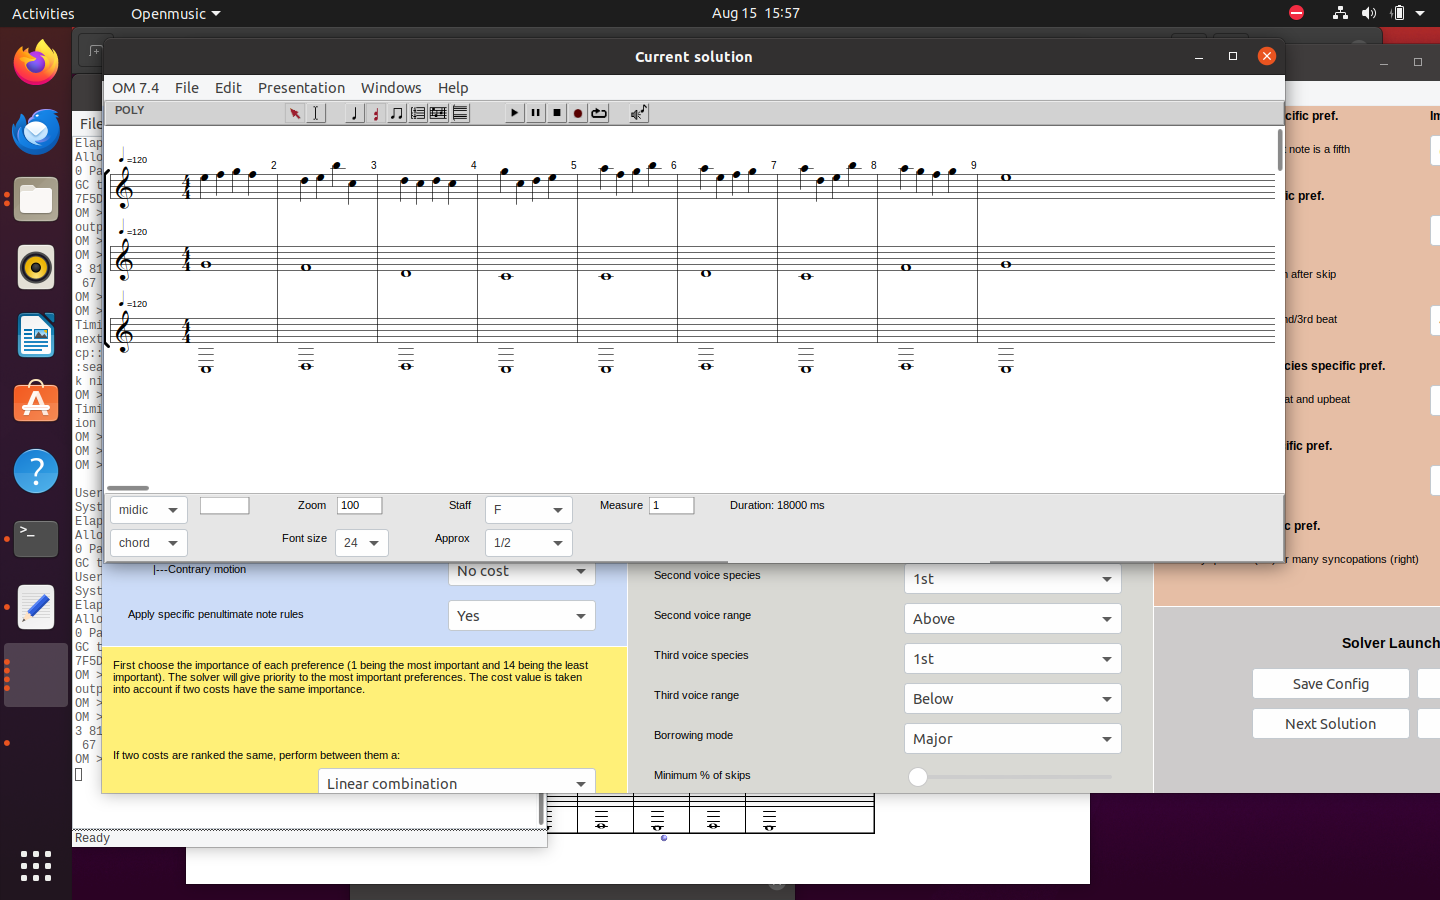 Activities
Openmusic
Aug 15 15:57
Current solution
OM 7.4 File Edit Presentation Windows Help
POLY
=120
2 3 4 5 6 7 8 9
=120
=120
midic
Zoom 100
Staff F
Measure 1
Duration: 18000 ms
chord
Font size 24
Approx 1/2
File
Elap
Allo
0 Pa
GC t
7F5D
OM >
outp
OM >
OM >
3 81
67
OM >
OM >
Timi
next
cp::
:sea
k ni
OM >
Timi
ion
OM >
OM >
OM >
User
Syst
Elap
Allo
0 Pa
GC t
User
Syst
Elap
Allo
0 Pa
GC t
7F5D
OM >
outp
OM >
OM >
3 81
67
OM >
Ready
|---Contrary motion No cost
Apply specific penultimate note rules Yes
First choose the importance of each preference (1 being the most important and 14 being the least
important). The solver will give priority to the most important preferences. The cost value is taken
into account if two costs have the same importance.
If two costs are ranked the same, perform between them a:
Linear combination
Second voice species 1st
Second voice range Above
Third voice species 1st
Third voice range Below
Borrowing mode Major
Minimum % of skips
cific pref.
note is a fifth
ic pref.
after skip
nd/3rd beat
cies specific pref.
at and upbeat
ific pref.
c pref.
r many syncopations (right)
Solver Launch
Save Config
Next Solution